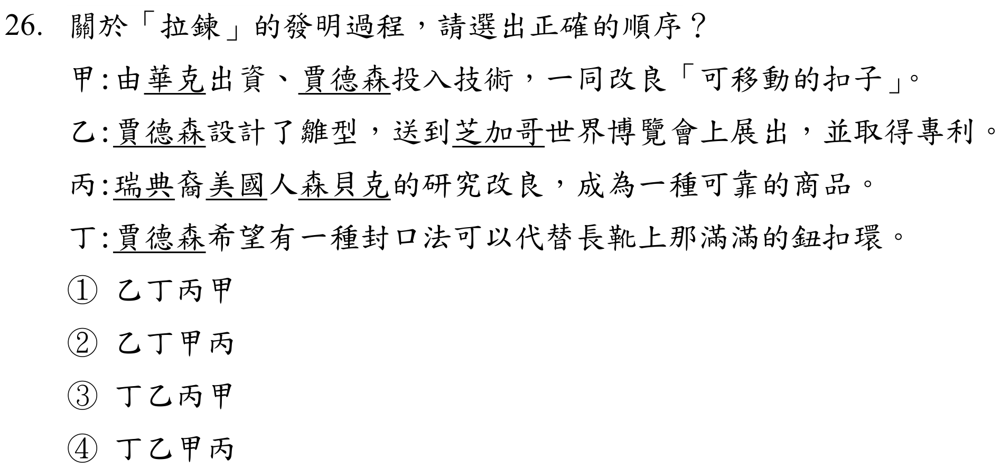 26. 關於「拉鍊」的發明過程，請選出正確的順序？
甲：由華克出資、賈德森投入技術，一同改良「可移動的扣子」。
乙：賈德森設計了雛型，送到芝加哥世界博覽會上展出，並取得專利。
丙：瑞典裔美國人森貝克的研究改良，成為一種可靠的商品。
丁：賈德森希望有一種封口法可以代替長靴上那滿滿的鈕扣環。
① 乙丁丙甲
② 乙丁甲丙
③ 丁乙丙甲
④ 丁乙甲丙